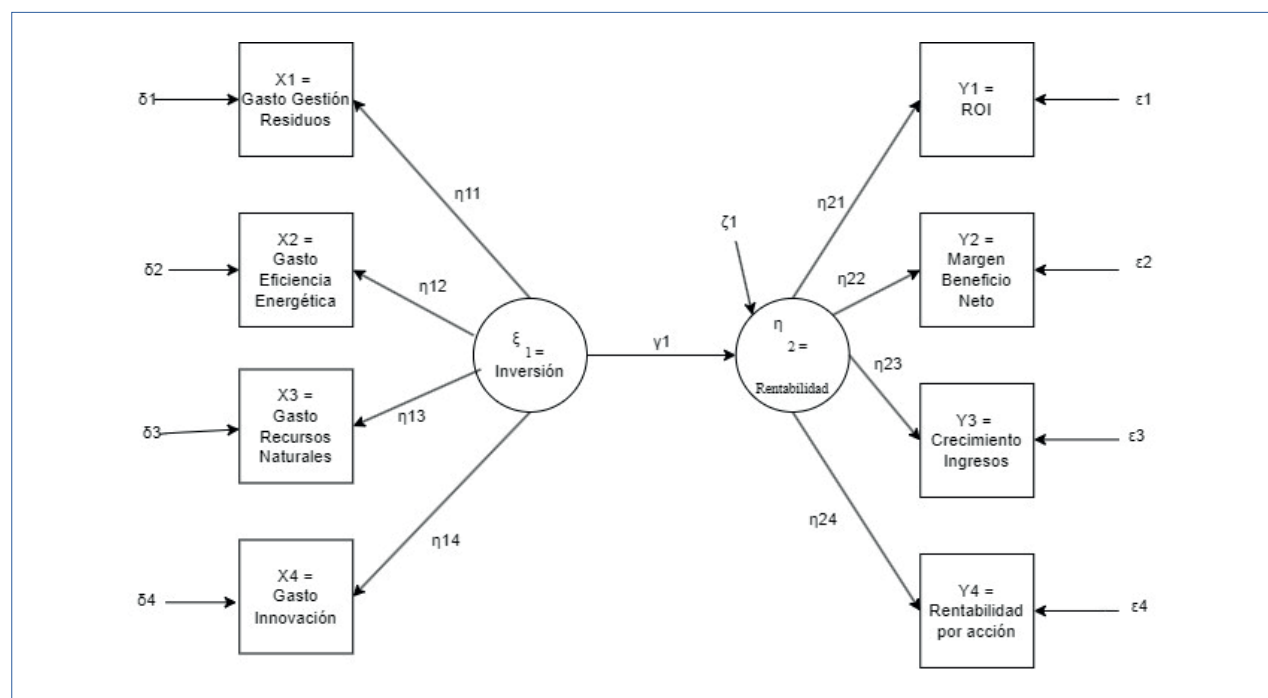 δ1
X1 =
Gasto Gestión
Residuos
δ2
X2 =
Gasto
Eficiencia
Energética
δ3
X3 =
Gasto
Recursos
Naturales
δ4
X4 =
Gasto
Innovación
η11
η12
η13
η14
ξ
1 =
Inversión
γ1
ζ1
η
2 =
Rentabilidad
η21
η22
η23
η24
Y1 =
ROI
ε1
Y2 =
Margen
Beneficio
Neto
ε2
Y3 =
Crecimiento
Ingresos
ε3
Y4 =
Rentabilidad
por acción
ε4